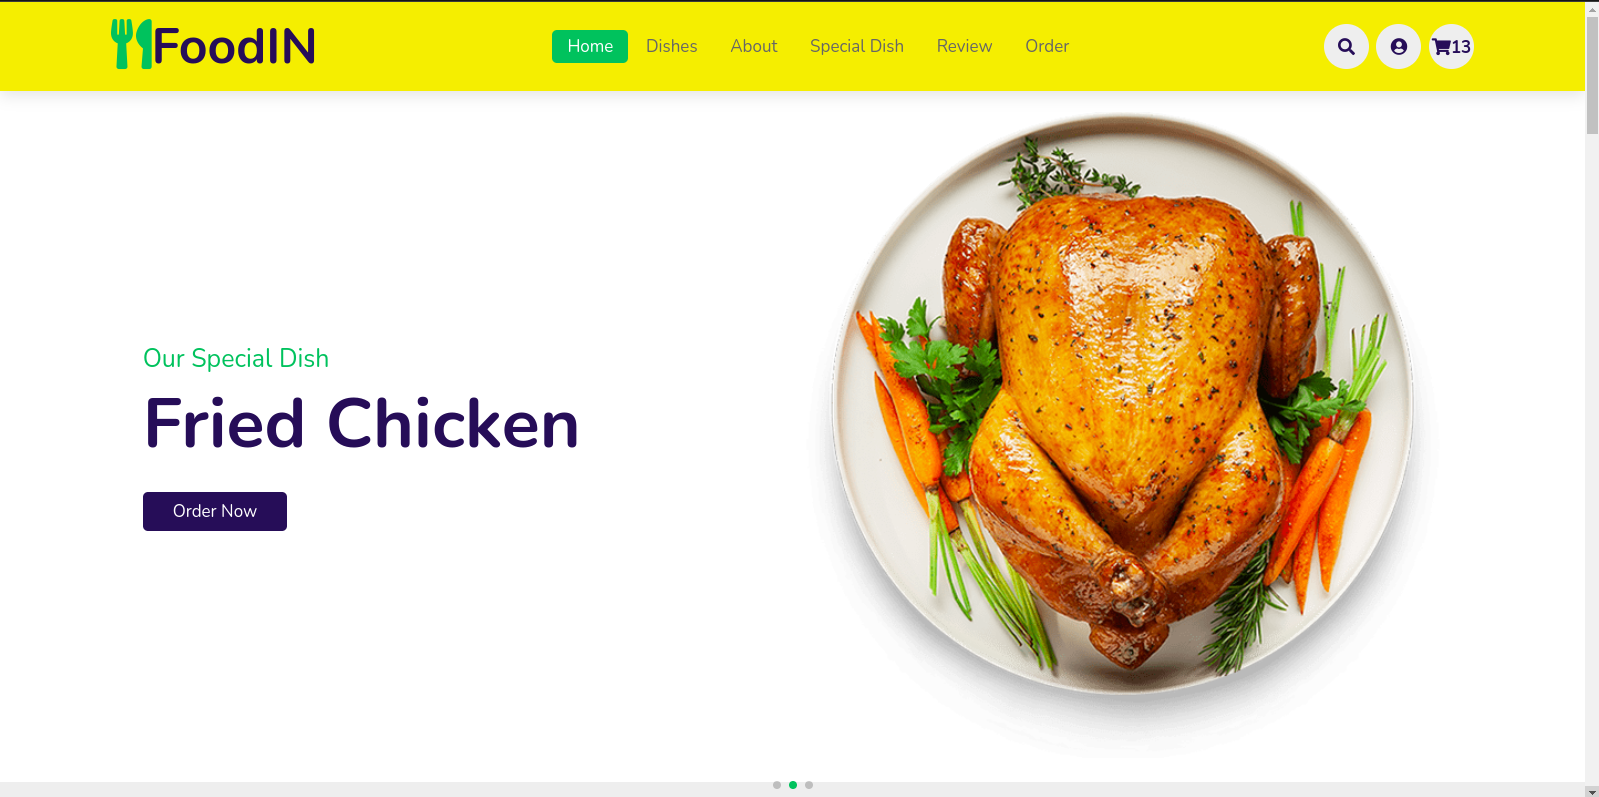 FoodIN
Home Dishes About Special Dish Review Order
13
Our Special Dish
Fried Chicken
Order Now